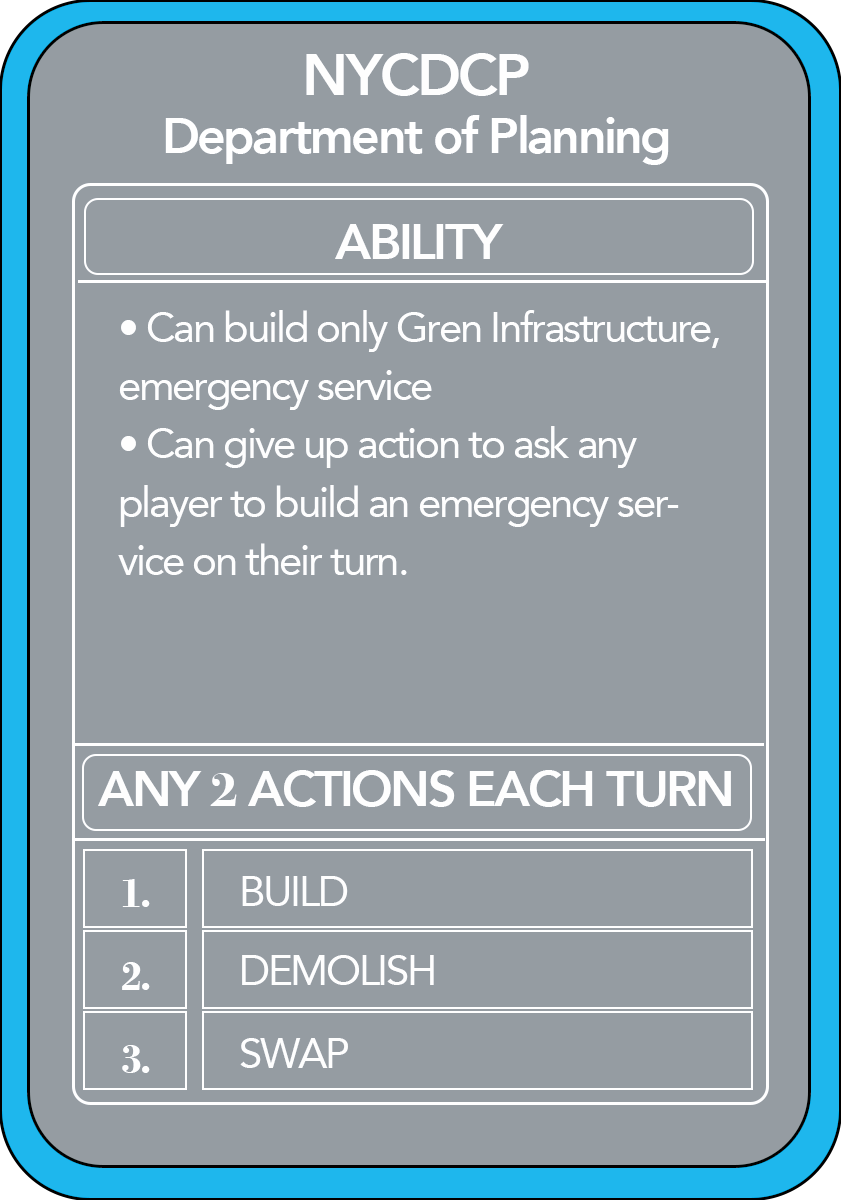 NYCDCP
Department of Planning
ABILITY
• Can build only Gren Infrastructure,
emergency service
• Can give up action to ask any
player to build an emergency ser-
vice on their turn.
ANY 2 ACTIONS EACH TURN
1. BUILD
2. DEMOLISH
3. SWAP